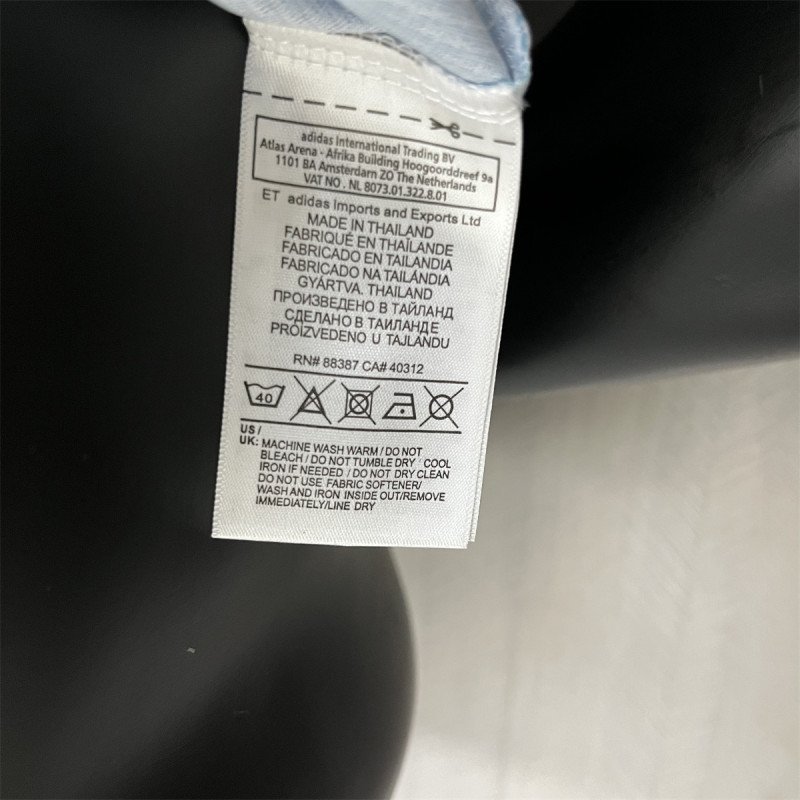 adidas International Trading BV
Atlas Arena - Afrika Building Hoogoorddreef 9a
1101 BA Amsterdam ZO The Netherlands
VAT NO . NL 8073.01.322.8.01
ET adidas Imports and Exports Ltd
MADE IN THAILAND
FABRIQUÉ EN THAÏLANDE
FABRICADO EN TAILANDIA
FABRICADO NA TAILÂNDIA
GYÁRTVA. THAILAND
ПРОИЗВЕДЕНО В ТАЙЛАНД
СДЕЛАНО В ТАИЛАНДЕ
PROIZVEDENO U TAJLANDU
RN# 88387 CA# 40312
40
US /
UK: MACHINE WASH WARM / DO NOT
BLEACH / DO NOT TUMBLE DRY / COOL
IRON IF NEEDED / DO NOT DRY CLEAN
DO NOT USE FABRIC SOFTENER/
WASH AND IRON INSIDE OUT/REMOVE
IMMEDIATELY/LINE DRY